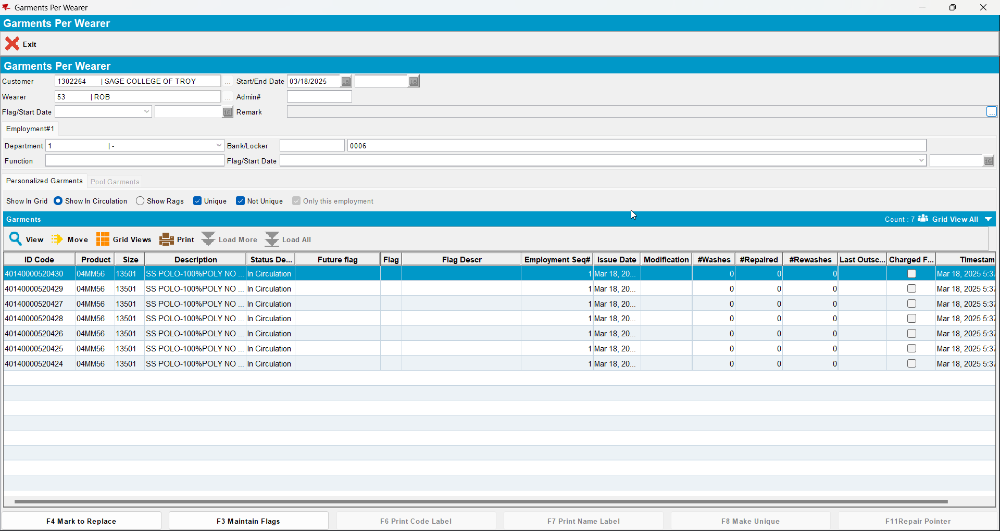 Garments Per Wearer
Garments Per Wearer
Exit
Garments Per Wearer
Customer 1302264 | SAGE COLLEGE OF TROY ... Start/End Date 03/18/2025 16 16
Wearer 53 | ROB ... Admin#
Flag/Start Date 16 Remark ...
Employment#1
Department 1 | - Bank/Locker 0006
Function Flag/Start Date 16
Personalized Garments Pool Garments
Show In Grid Show In Circulation Show Rags Unique Not Unique Only this employment
Garments Count : 7 Grid View All
View Move Grid Views Print Load More Load All
ID Code Product Size Description Status De... Future flag Flag Flag Descr Employment Seq# Issue Date Modification #Washes #Repaired #Rewashes Last Outsc... Charged F... Timestam
40140000520430 04MM56 13501 SS POLO-100%POLY NO ... In Circulation 1 Mar 18, 20... 0 0 0 Mar 18, 2025 5:37
40140000520429 04MM56 13501 SS POLO-100%POLY NO ... In Circulation 1 Mar 18, 20... 0 0 0 Mar 18, 2025 5:37
40140000520427 04MM56 13501 SS POLO-100%POLY NO ... In Circulation 1 Mar 18, 20... 0 0 0 Mar 18, 2025 5:37
40140000520428 04MM56 13501 SS POLO-100%POLY NO ... In Circulation 1 Mar 18, 20... 0 0 0 Mar 18, 2025 5:37
40140000520426 04MM56 13501 SS POLO-100%POLY NO ... In Circulation 1 Mar 18, 20... 0 0 0 Mar 18, 2025 5:37
40140000520425 04MM56 13501 SS POLO-100%POLY NO ... In Circulation 1 Mar 18, 20... 0 0 0 Mar 18, 2025 5:37
40140000520424 04MM56 13501 SS POLO-100%POLY NO ... In Circulation 1 Mar 18, 20... 0 0 0 Mar 18, 2025 5:37
F4 Mark to Replace F3 Maintain Flags F6 Print Code Label F7 Print Name Label F8 Make Unique F11Repair Pointer